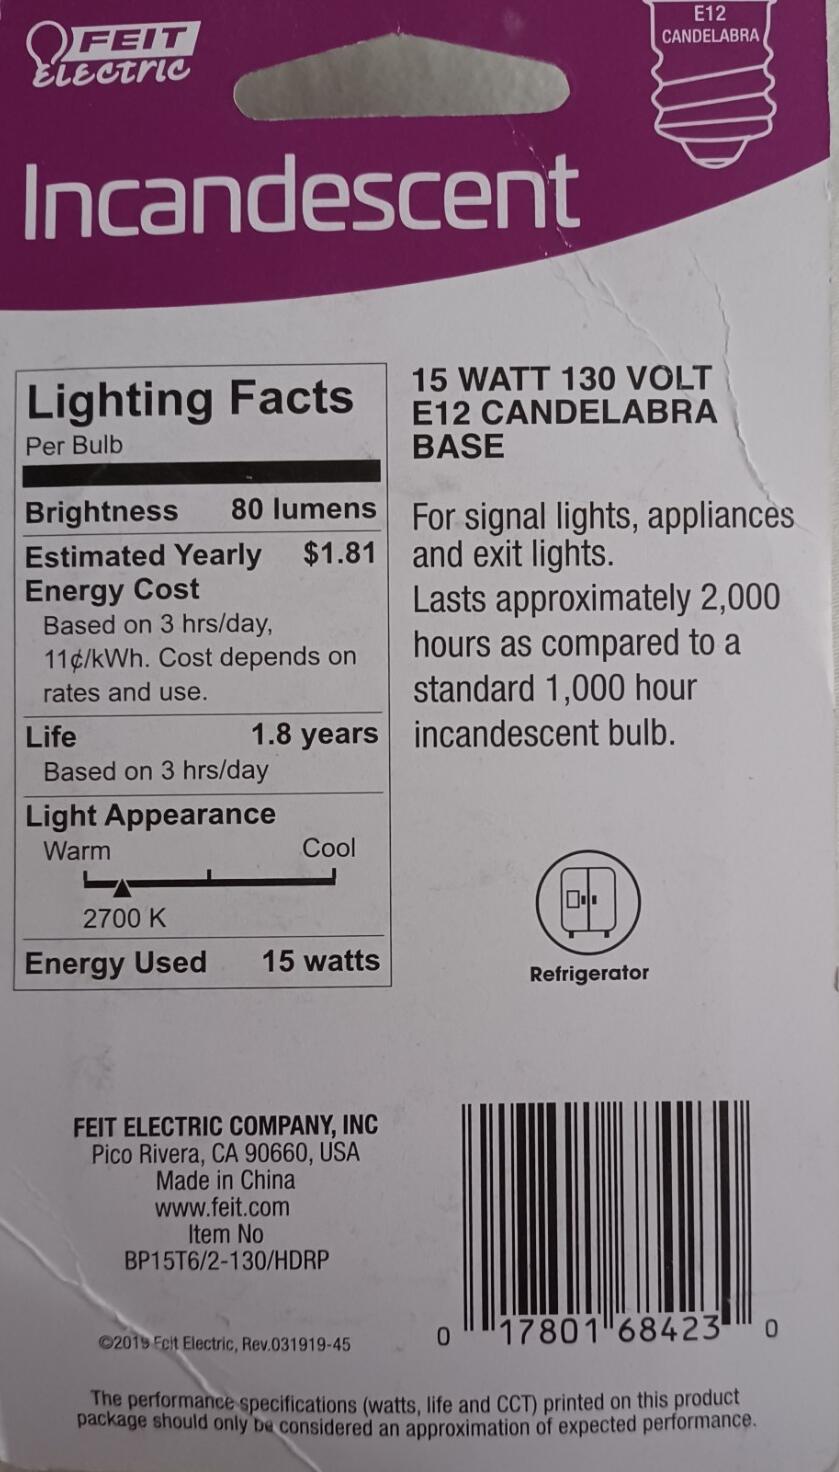 FEIT
Electric
E12
CANDELABRA
Incandescent
Lighting Facts
Per Bulb
Brightness 80 lumens
Estimated Yearly $1.81
Energy Cost
Based on 3 hrs/day,
11¢/kWh. Cost depends on
rates and use.
Life 1.8 years
Based on 3 hrs/day
Light Appearance
Warm Cool
2700 K
Energy Used 15 watts
15 WATT 130 VOLT
E12 CANDELABRA
BASE
For signal lights, appliances
and exit lights.
Lasts approximately 2,000
hours as compared to a
standard 1,000 hour
incandescent bulb.
Refrigerator
FEIT ELECTRIC COMPANY, INC
Pico Rivera, CA 90660, USA
Made in China
www.feit.com
Item No
BP15T6/2-130/HDRP
©2019 Feit Electric, Rev.031919-45
0 17801 68423 0
The performance specifications (watts, life and CCT) printed on this product
package should only be considered an approximation of expected performance.